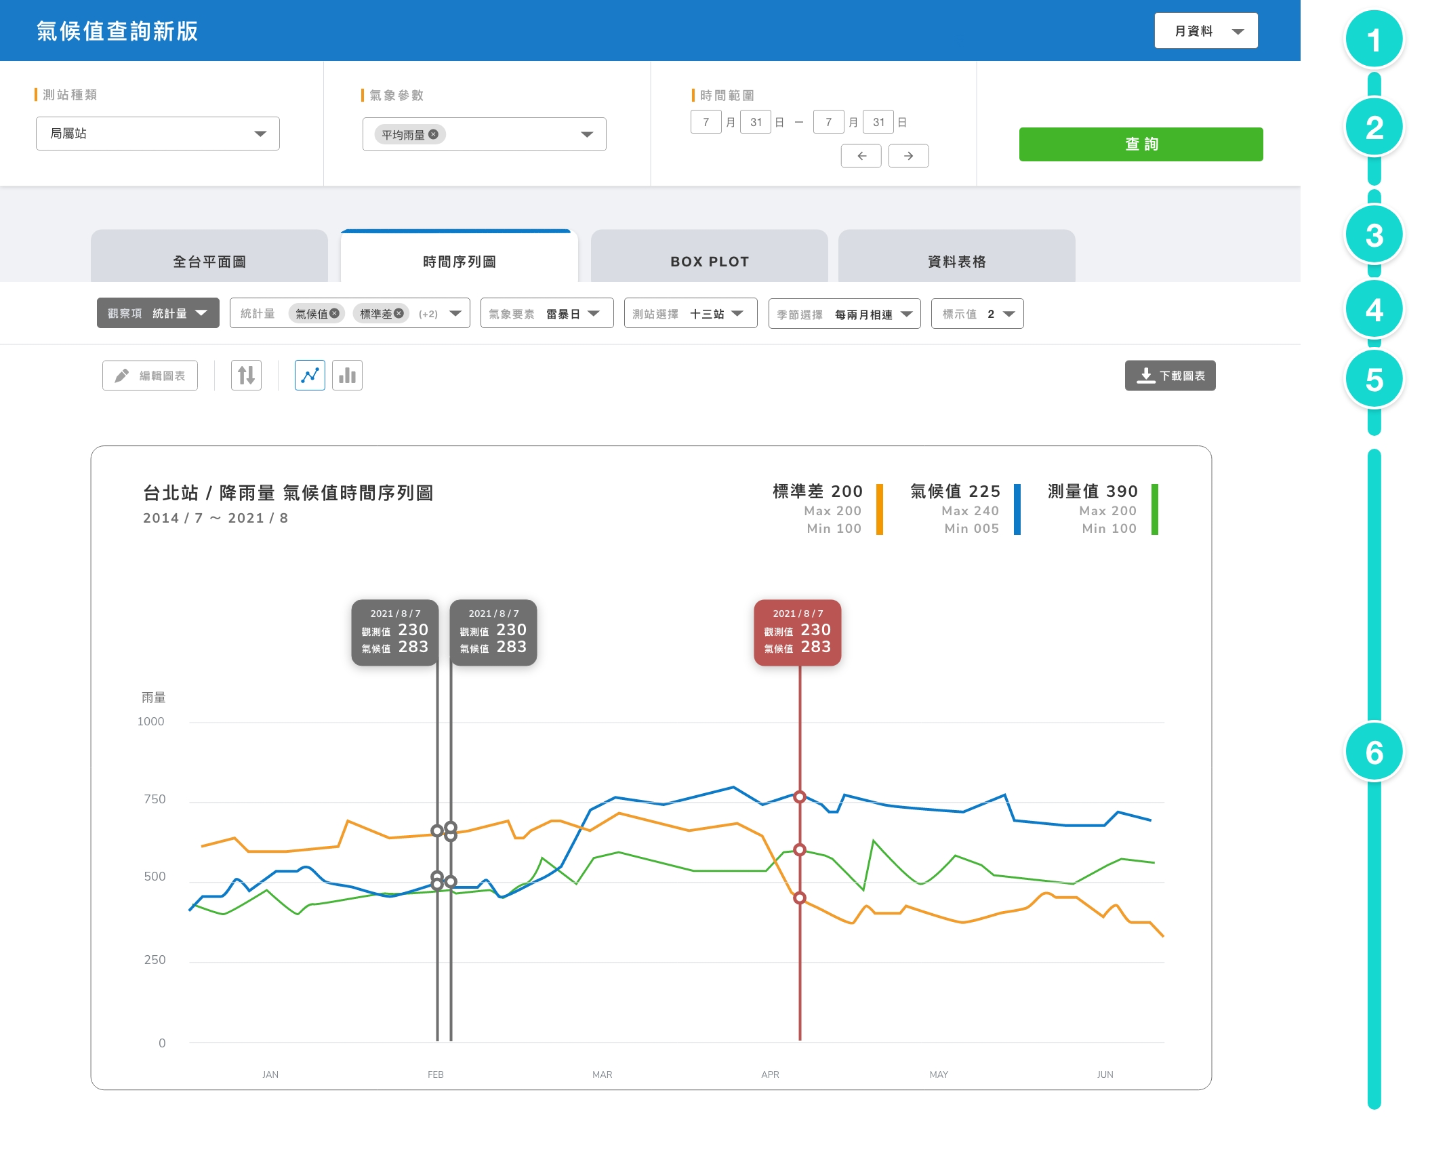 氣候值查詢新版
月資料
1
測站種類
氣象參數
時間範圍
局屬站
平均雨量
7 月 31 日 – 7 月 31 日
查詢
2
全台平面圖
時間序列圖
BOX PLOT
資料表格
3
觀察項 統計量
統計量 氣候值 標準差 (+2)
氣象要素 雷暴日
測站選擇 十三站
季節選擇 每兩月相連
標示值 2
4
編輯圖表
下載圖表
5
台北站 / 降雨量 氣候值時間序列圖
2014 / 7 ～ 2021 / 8
標準差 200
Max 200
Min 100
氣候值 225
Max 240
Min 005
測量值 390
Max 200
Min 100
2021 / 8 / 7
觀測值 230
氣候值 283
2021 / 8 / 7
觀測值 230
氣候值 283
2021 / 8 / 7
觀測值 230
氣候值 283
雨量
1000
750
500
250
0
JAN
FEB
MAR
APR
MAY
JUN
6